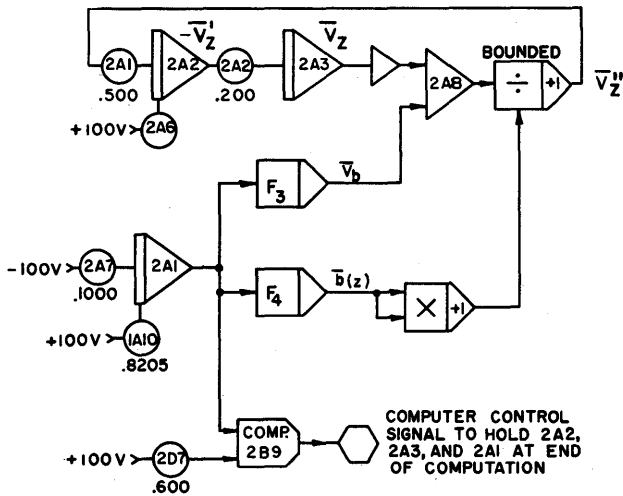 -V̅z' V̅z BOUNDED
2A1 2A2 2A2 2A3 2A8 ÷ +1 V̅z''
.500 .200
+100V 2A6
F3 V̅b
-100V 2A7 2A1 F4 b̅(z) X +1
.1000
+100V 1A10
.8205
COMP. 2B9
+100V 2D7
.600
COMPUTER CONTROL
SIGNAL TO HOLD 2A2,
2A3, AND 2A1 AT END
OF COMPUTATION